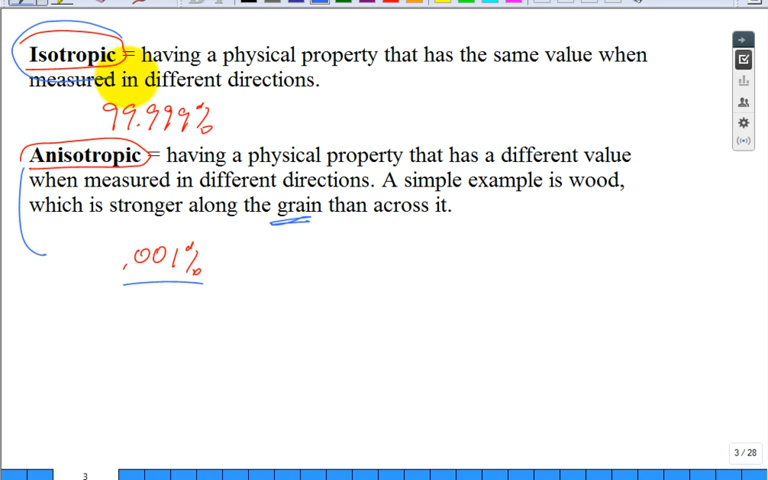 Isotropic = having a physical property that has the same value when
measured in different directions.
99.999%
Anisotropic = having a physical property that has a different value
when measured in different directions. A simple example is wood,
which is stronger along the grain than across it.
.001%
3 / 28
3